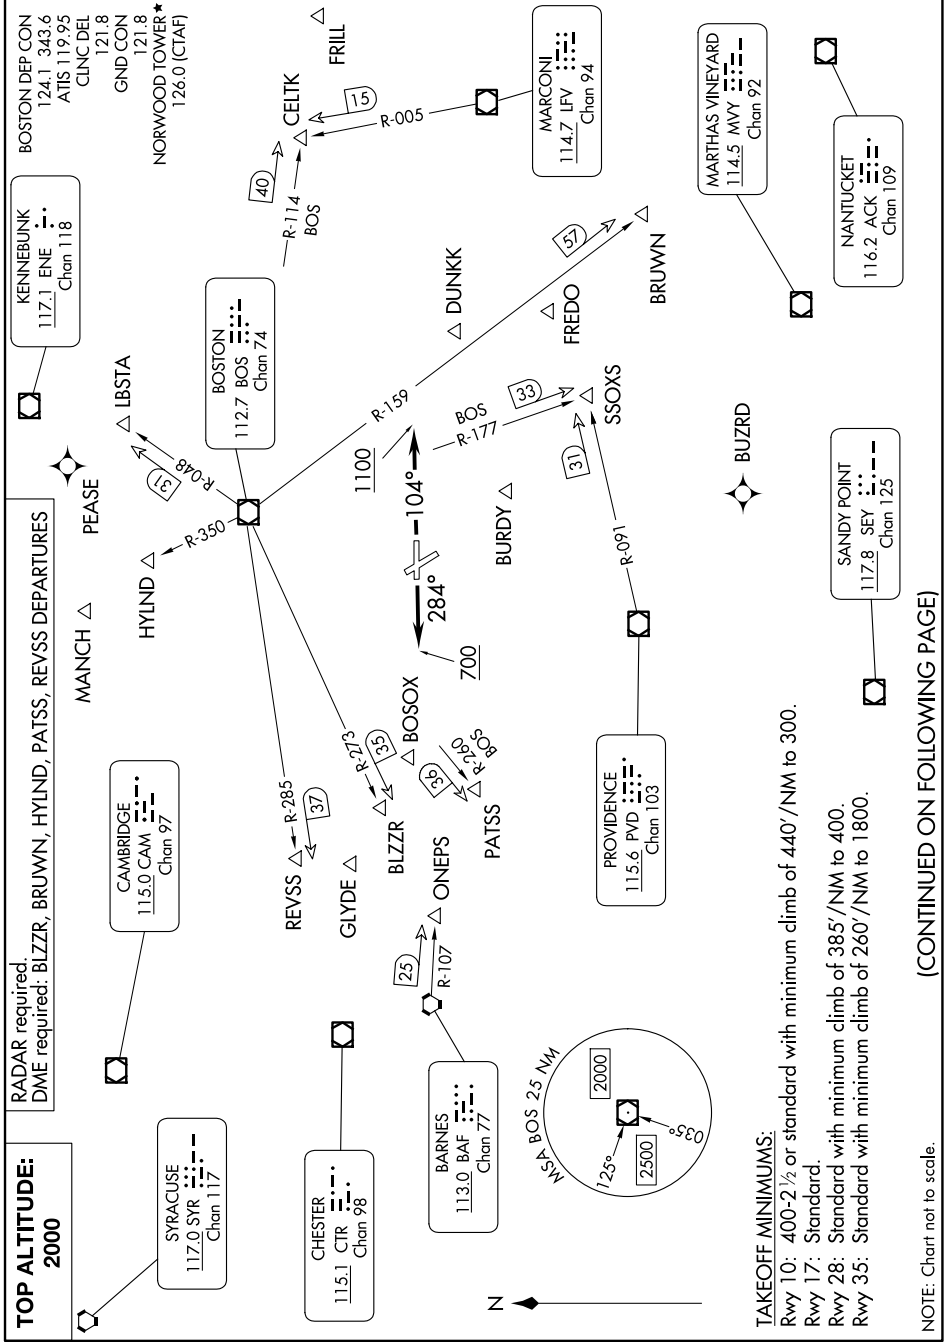 TOP ALTITUDE:
2000
RADAR required.
DME required: BLZZR, BRUWN, HYLND, PATSS, REVSS DEPARTURES
BOSTON DEP CON
124.1 343.6
ATIS 119.95
CLNC DEL
121.8
GND CON
121.8
NORWOOD TOWER★
126.0 (CTAF)
SYRACUSE
117.0 SYR
Chan 117
CAMBRIDGE
115.0 CAM
Chan 97
MANCH
PEASE
KENNEBUNK
117.1 ENE
Chan 118
HYLND
LBSTA
R-350
R-048
31
BOSTON
112.7 BOS
Chan 74
40
R-114
BOS
CELTK
FRILL
15
R-005
MARCONI
114.7 LFV
Chan 94
CHESTER
115.1 CTR
Chan 98
REVSS
R-285
37
GLYDE
BLZZR
R-273
35
BOSOX
1100
R-159
DUNKK
57
BRUWN
FREDO
284°
104°
700
BARNES
113.0 BAF
Chan 77
25
R-107
ONEPS
PATSS
36
R-260
BOS
BURDY
BOS
R-177
33
SSOXS
31
R-091
PROVIDENCE
115.6 PVD
Chan 103
MARTHAS VINEYARD
114.5 MVY
Chan 92
NANTUCKET
116.2 ACK
Chan 109
BUZRD
SANDY POINT
117.8 SEY
Chan 125
MSA BOS 25 NM
2000
125°
2500
035°
N
TAKEOFF MINIMUMS:
Rwy 10: 400-2½ or standard with minimum climb of 440'/NM to 300.
Rwy 17: Standard.
Rwy 28: Standard with minimum climb of 385'/NM to 400.
Rwy 35: Standard with minimum climb of 260'/NM to 1800.
NOTE: Chart not to scale.
(CONTINUED ON FOLLOWING PAGE)